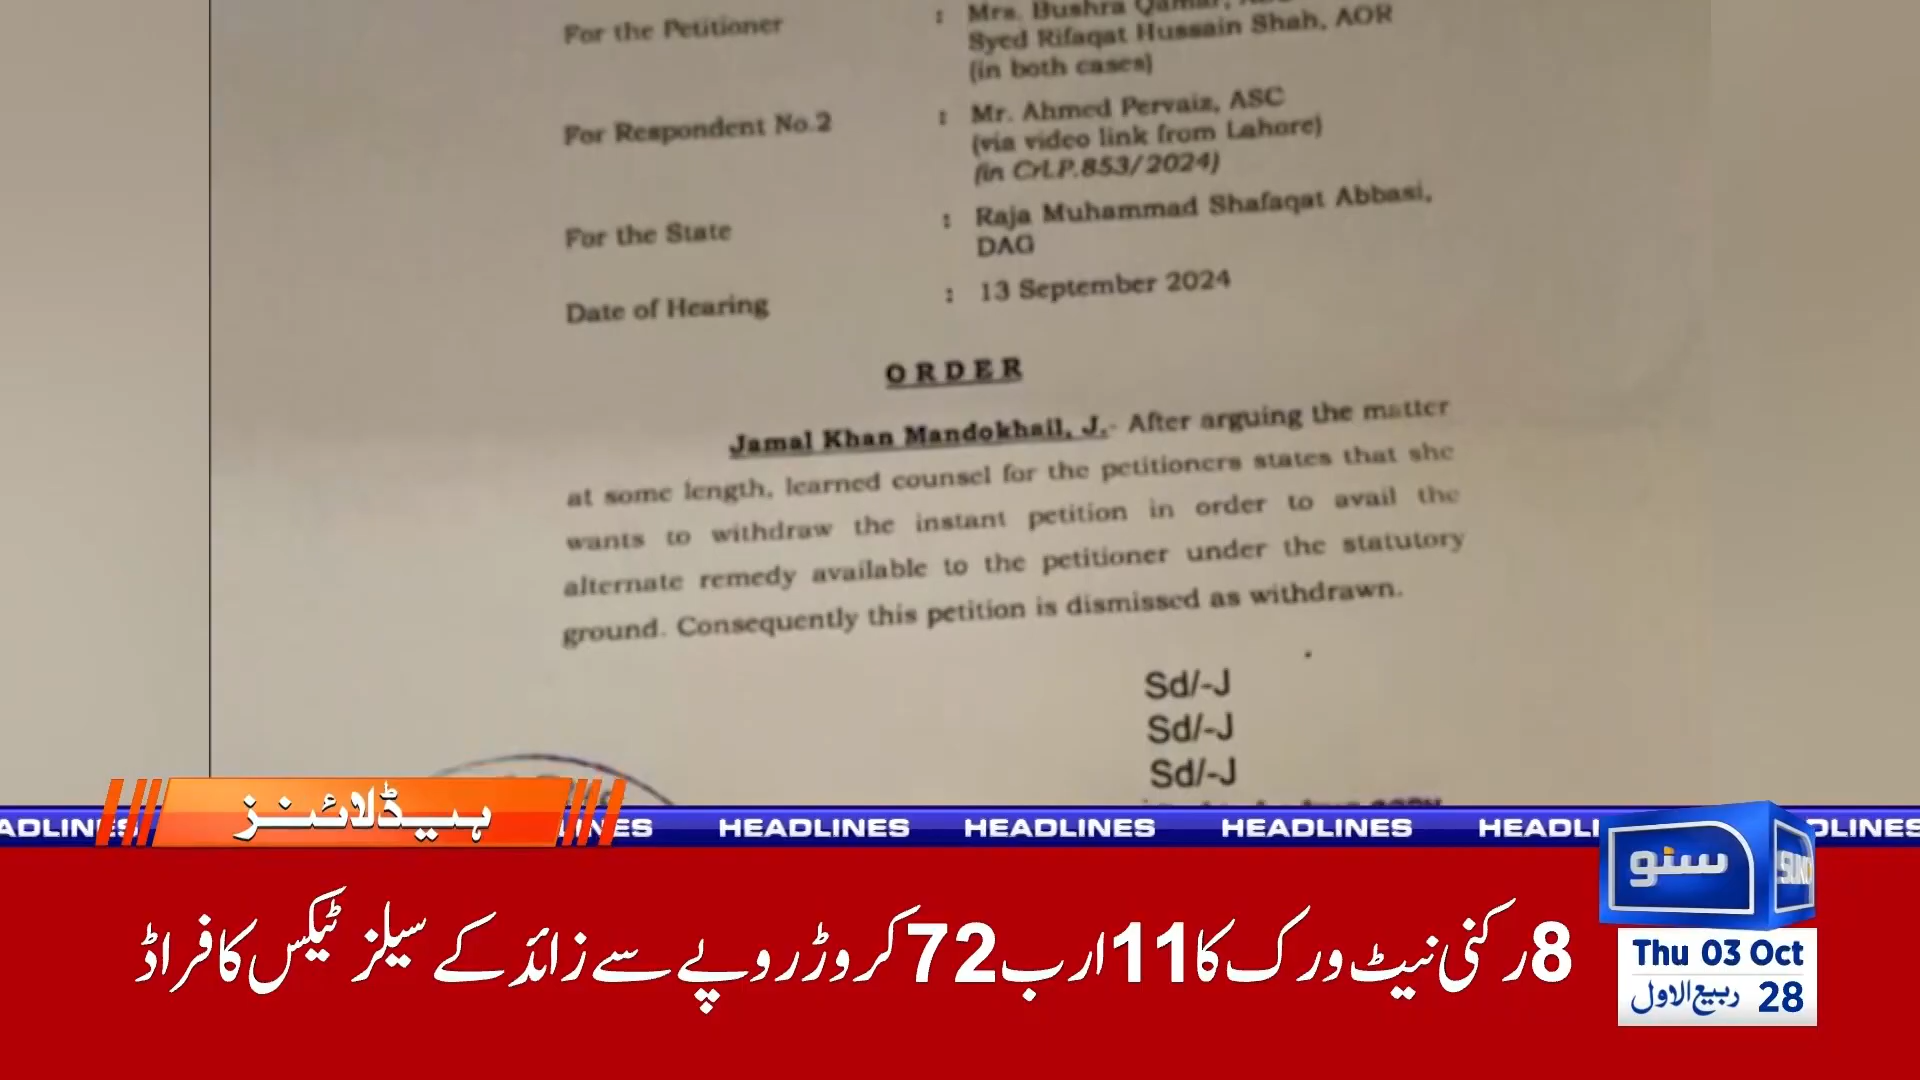 For the Petitioner : Mrs. Bushra Qamar,
Syed Rifaqat Hussain Shah, AOR
(in both cases)
For Respondent No.2 : Mr. Ahmed Pervaiz, ASC
(via video link from Lahore)
(in Crl.P.853/2024)
For the State : Raja Muhammad Shafaqat Abbasi,
DAG
Date of Hearing : 13 September 2024
ORDER
Jamal Khan Mandokhail, J.- After arguing the matter
at some length, learned counsel for the petitioners states that she
wants to withdraw the instant petition in order to avail the
alternate remedy available to the petitioner under the statutory
ground. Consequently this petition is dismissed as withdrawn.
Sd/-J
Sd/-J
Sd/-J
ہیڈلائنز
HEADLINES HEADLINES HEADLINES
سنو
8 رکنی نیٹ ورک کا 11 ارب 72 کروڑ روپے سے زائد کے سیلز ٹیکس کا فراڈ
Thu 03 Oct
28 ربیع الاول